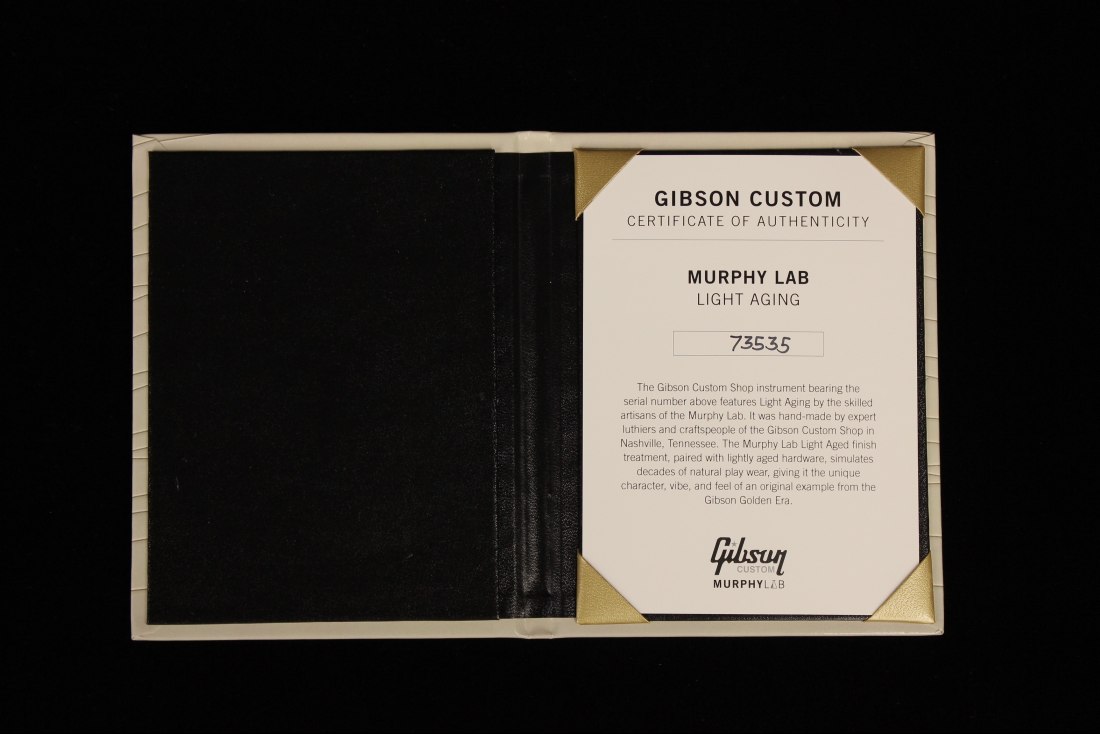 GIBSON CUSTOM
CERTIFICATE OF AUTHENTICITY
MURPHY LAB
LIGHT AGING
73535
The Gibson Custom Shop instrument bearing the
serial number above features Light Aging by the skilled
artisans of the Murphy Lab. It was hand-made by expert
luthiers and craftspeople of the Gibson Custom Shop in
Nashville, Tennessee. The Murphy Lab Light Aged finish
treatment, paired with lightly aged hardware, simulates
decades of natural play wear, giving it the unique
character, vibe, and feel of an original example from the
Gibson Golden Era.
Gibson
CUSTOM
MURPHYLAB